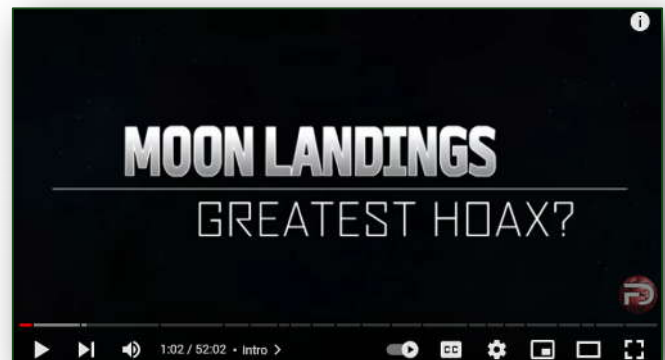 MOON LANDINGS
GREATEST HOAX?
1:02 / 52:02 • Intro >
CC